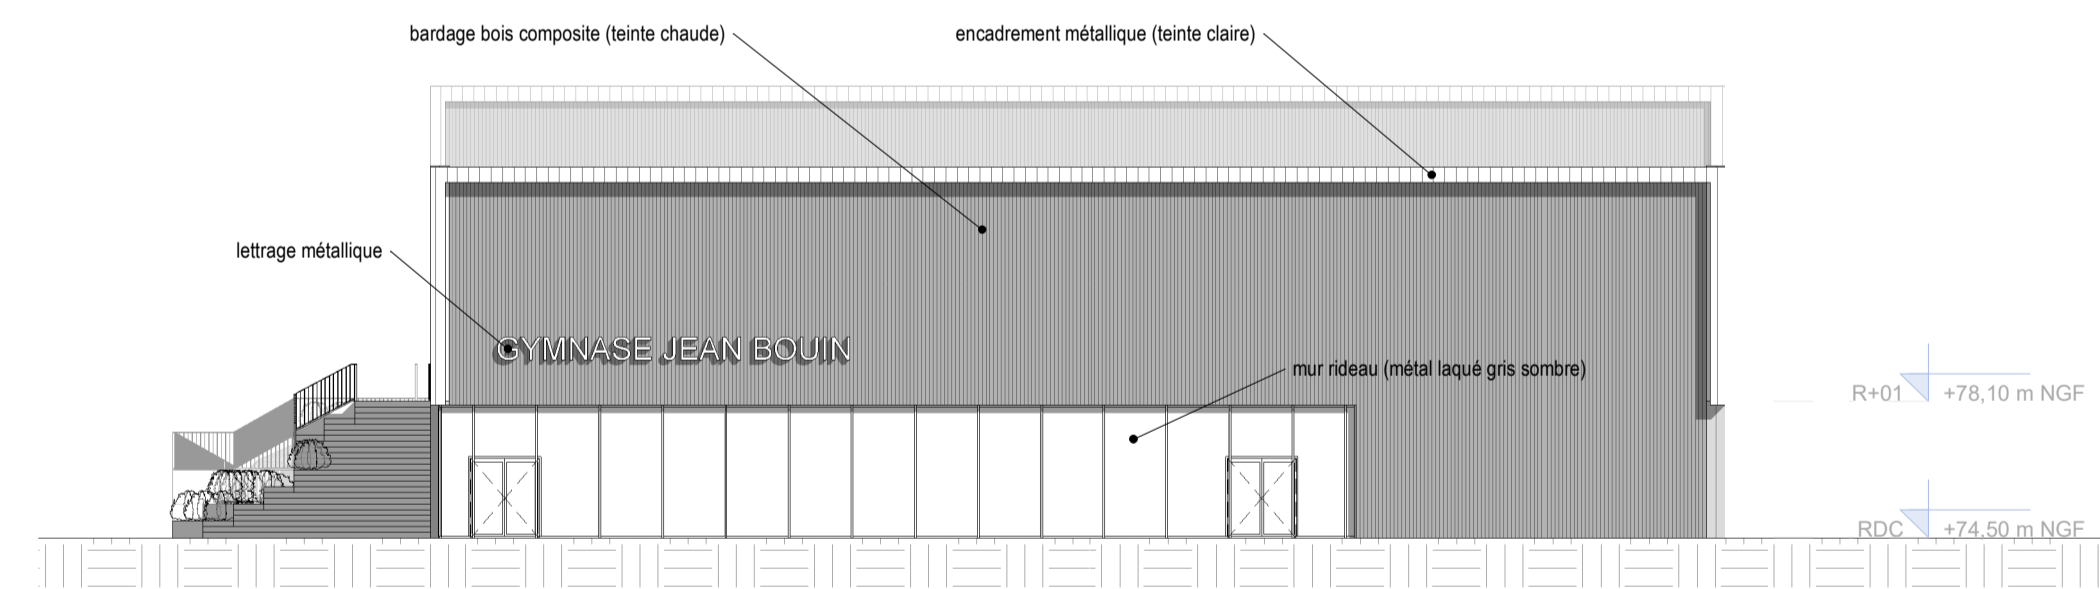 bardage bois composite (teinte chaude)
encadrement métallique (teinte claire)
lettrage métallique
GYMNASE JEAN BOUIN
mur rideau (métal laqué gris sombre)
R+01 +78,10 m NGF
RDC +74,50 m NGF